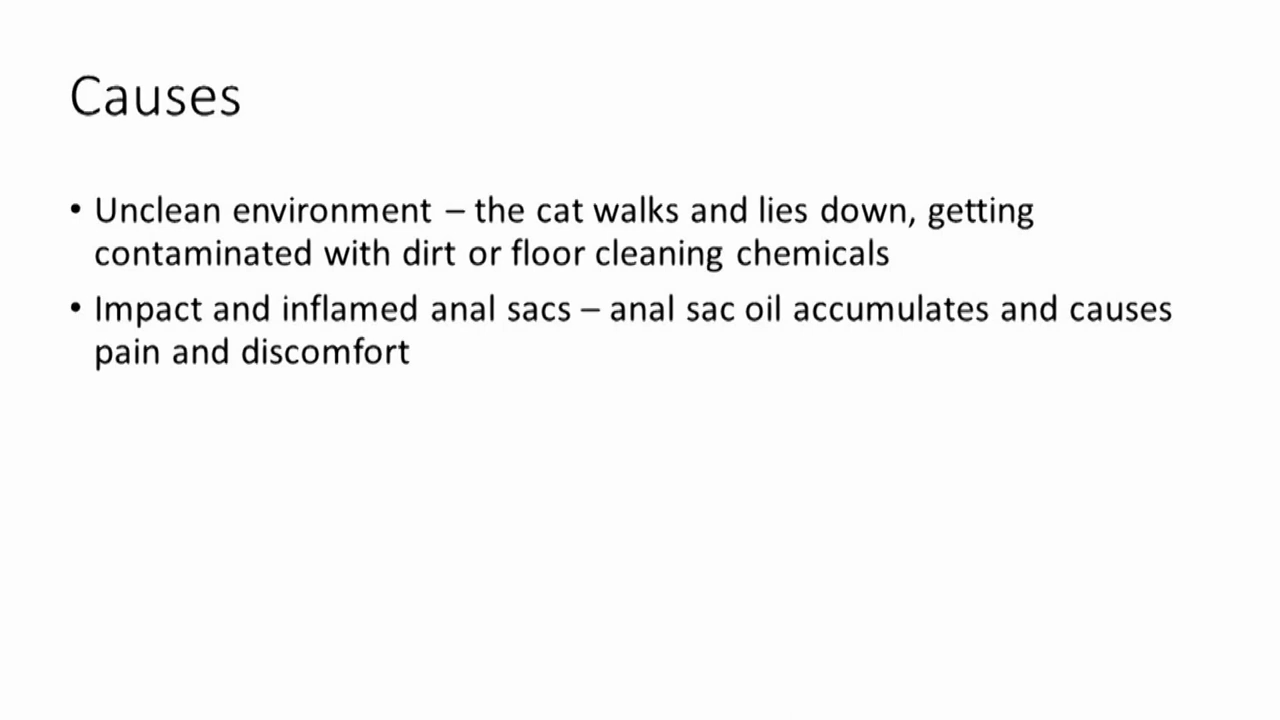 Causes
• Unclean environment – the cat walks and lies down, getting
contaminated with dirt or floor cleaning chemicals
• Impact and inflamed anal sacs – anal sac oil accumulates and causes
pain and discomfort